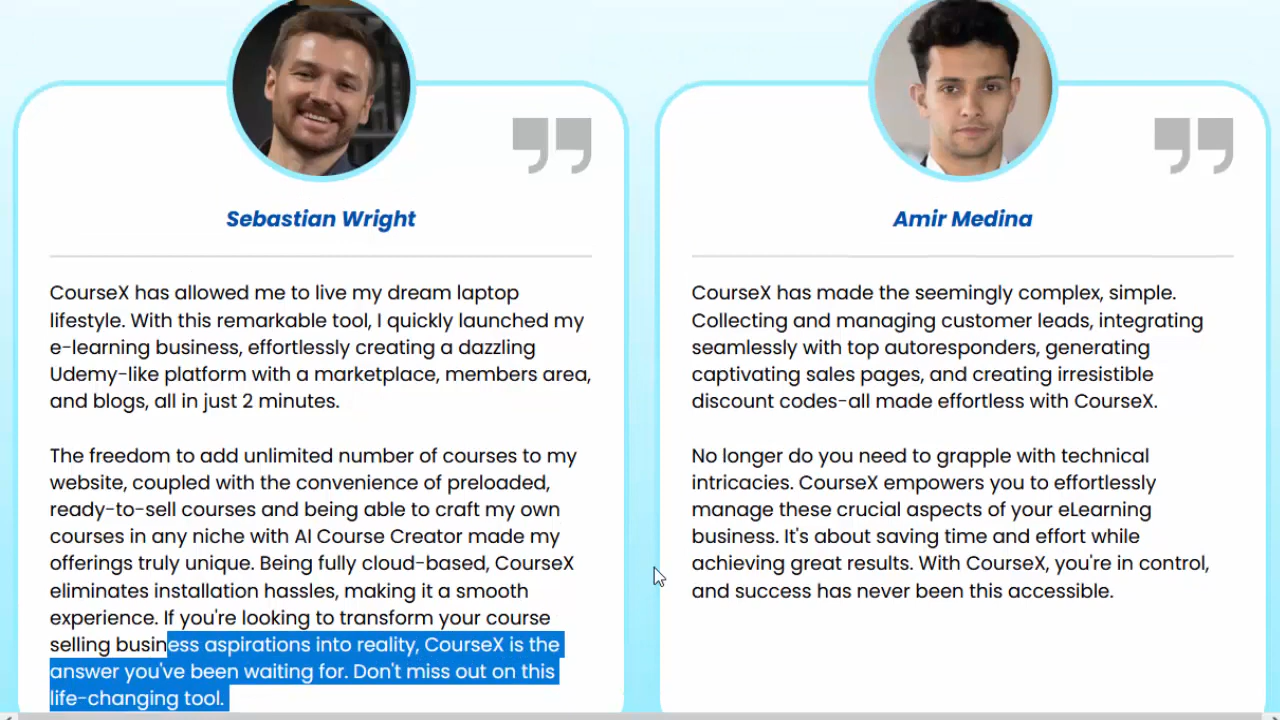 Sebastian Wright
CourseX has allowed me to live my dream laptop
lifestyle. With this remarkable tool, I quickly launched my
e-learning business, effortlessly creating a dazzling
Udemy-like platform with a marketplace, members area,
and blogs, all in just 2 minutes.
The freedom to add unlimited number of courses to my
website, coupled with the convenience of preloaded,
ready-to-sell courses and being able to craft my own
courses in any niche with AI Course Creator made my
offerings truly unique. Being fully cloud-based, CourseX
eliminates installation hassles, making it a smooth
experience. If you're looking to transform your course
selling business aspirations into reality, CourseX is the
answer you've been waiting for. Don't miss out on this
life-changing tool.
Amir Medina
CourseX has made the seemingly complex, simple.
Collecting and managing customer leads, integrating
seamlessly with top autoresponders, generating
captivating sales pages, and creating irresistible
discount codes-all made effortless with CourseX.
No longer do you need to grapple with technical
intricacies. CourseX empowers you to effortlessly
manage these crucial aspects of your eLearning
business. It's about saving time and effort while
achieving great results. With CourseX, you're in control,
and success has never been this accessible.